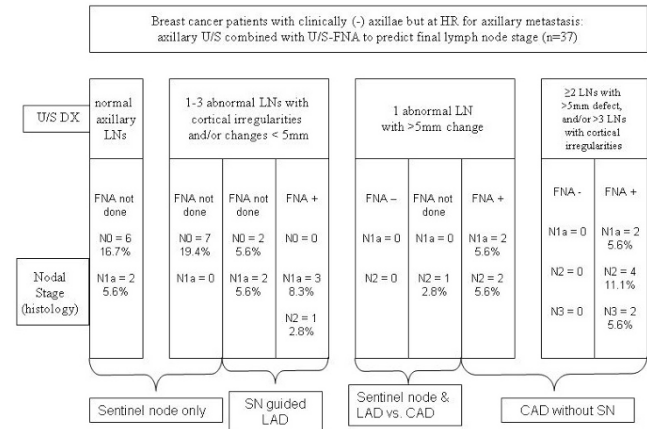 Breast cancer patients with clinically (-) axillae but at HR for axillary metastasis:
axillary U/S combined with U/S-FNA to predict final lymph node stage (n=37)
U/S DX
normal
axillary
LNs
1-3 abnormal LNs with
cortical irregularities
and/or changes < 5mm
1 abnormal LN
with >5mm change
≥2 LNs with
>5mm defect,
and/or >3 LNs
with cortical
irregularities
Nodal
Stage
(histology)
FNA not
done
N0 = 6
16.7%
N1a = 2
5.6%
FNA not
done
N0 = 7
19.4%
N1a = 0
FNA not
done
N0 = 2
5.6%
N1a = 2
5.6%
FNA +
N0 = 0
N1a = 3
8.3%
N2 = 1
2.8%
FNA –
N1a = 0
N2 = 0
FNA not
done
N1a = 0
N2 = 1
2.8%
FNA +
N1a = 2
5.6%
N2 = 2
5.6%
FNA -
N1a = 0
N2 = 0
N3 = 0
FNA +
N1a = 2
5.6%
N2 = 4
11.1%
N3 = 2
5.6%
Sentinel node only
SN guided
LAD
Sentinel node &
LAD vs. CAD
CAD without SN